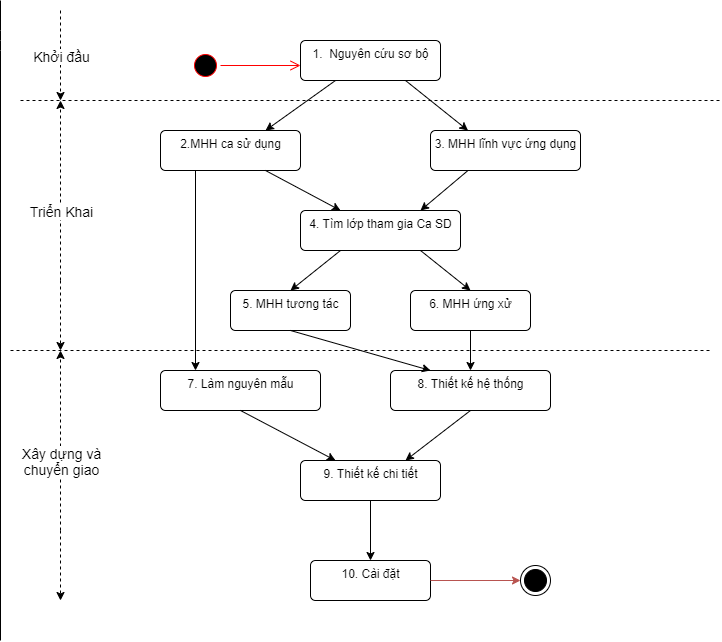 Khởi đầu
1. Nguyên cứu sơ bộ
2.MHH ca sử dụng
3. MHH lĩnh vực ứng dụng
Triển Khai
4. Tìm lớp tham gia Ca SD
5. MHH tương tác
6. MHH ứng xử
7. Làm nguyên mẫu
8. Thiết kế hệ thống
Xây dựng và
chuyển giao
9. Thiết kế chi tiết
10. Cài đặt